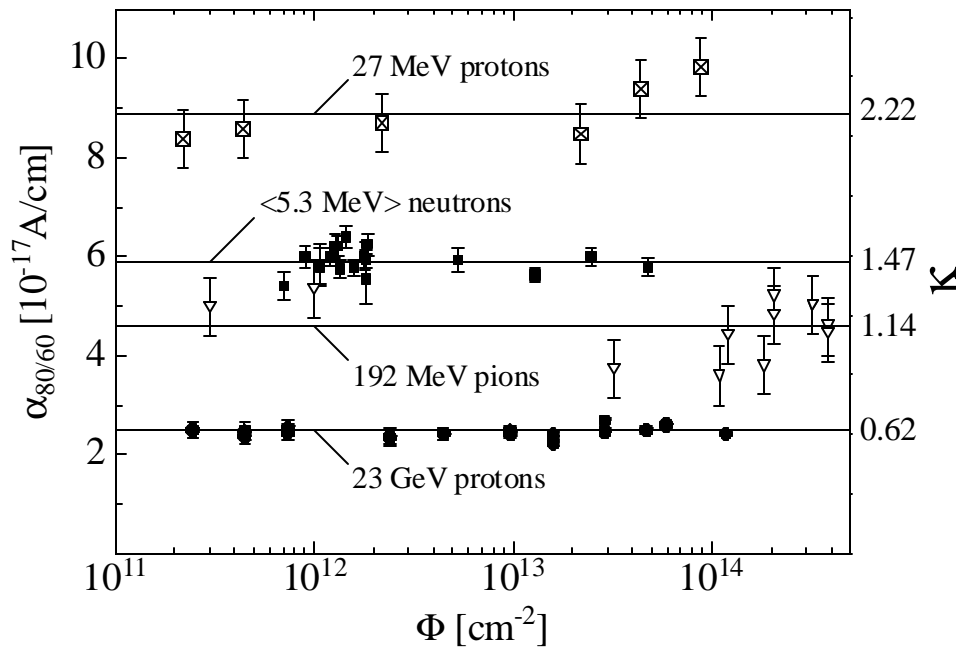 10
8
6
4
2
α80/60 [10-17A/cm]
27 MeV protons
<5.3 MeV> neutrons
192 MeV pions
23 GeV protons
2.22
1.47
1.14
0.62
κ
10^11
10^12
10^13
10^14
Φ [cm-2]